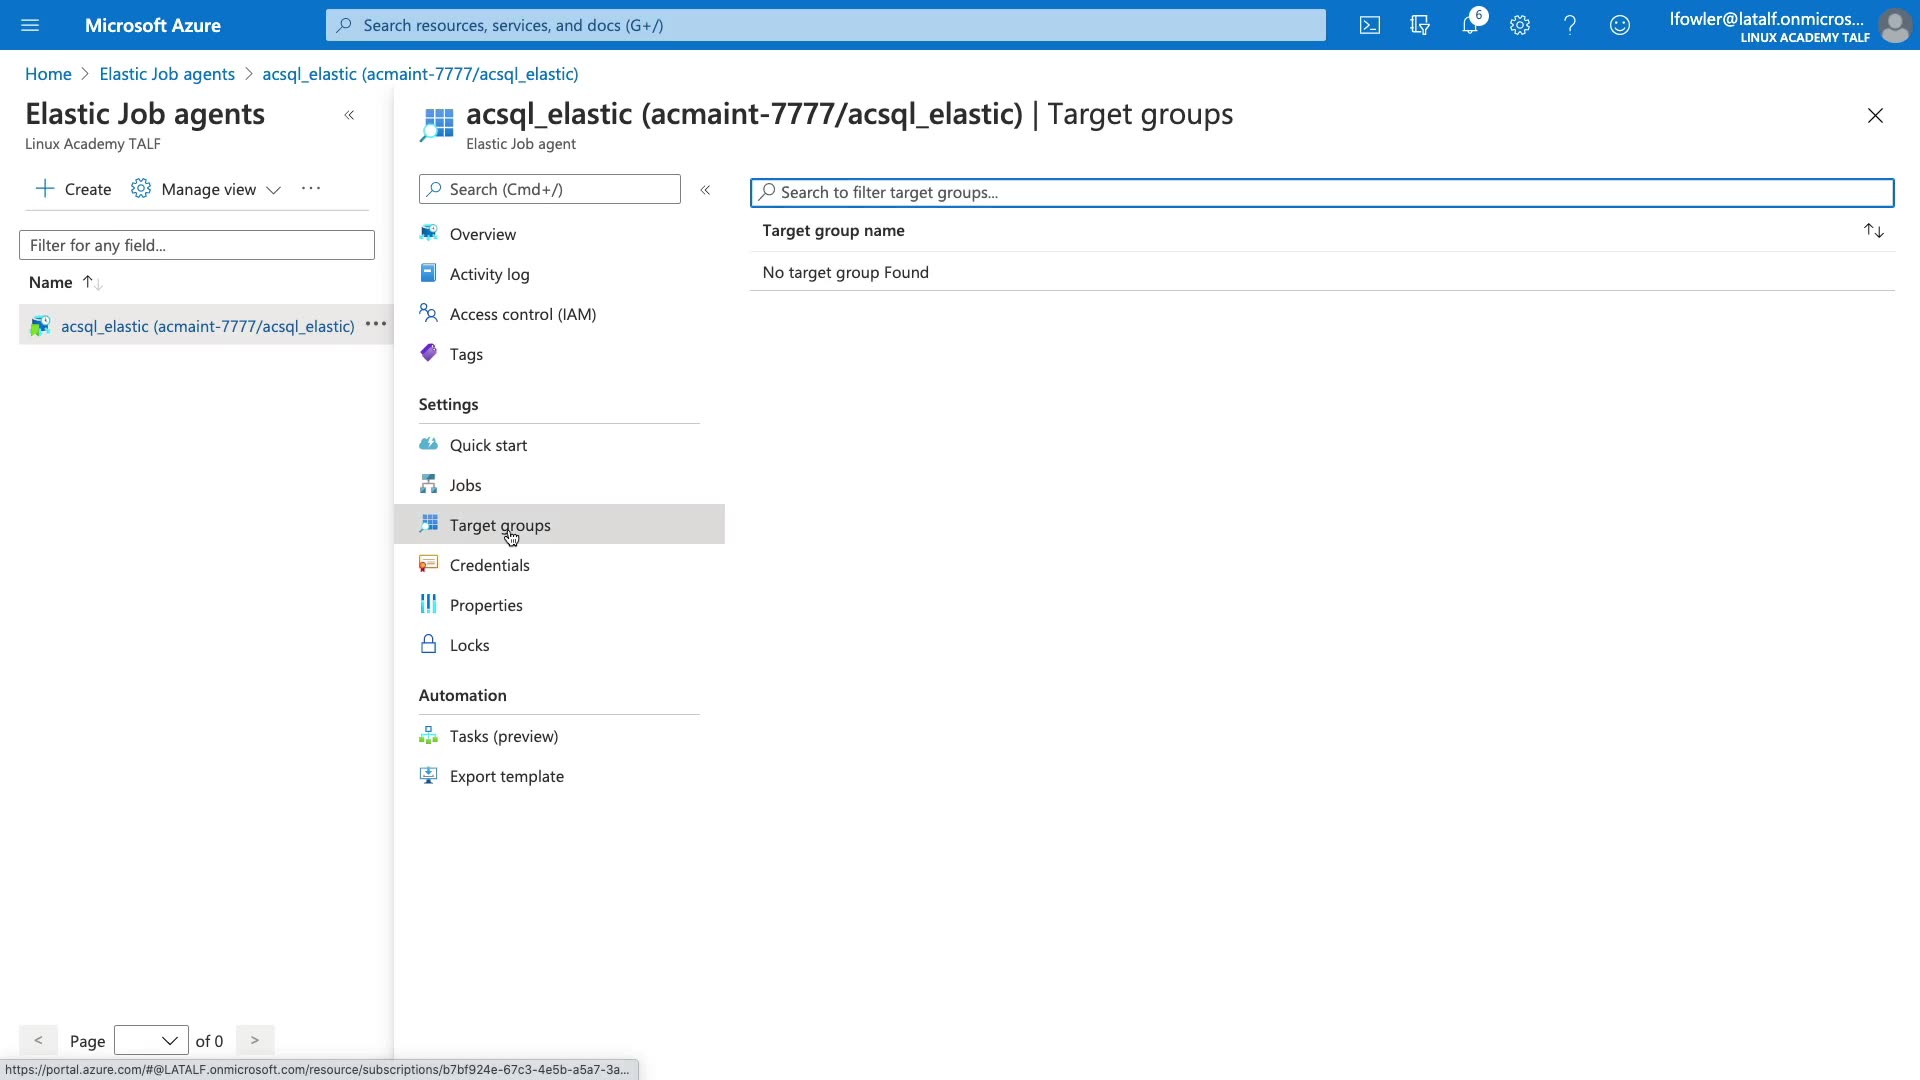 Microsoft Azure
Search resources, services, and docs (G+/)
6
lfowler@latalf.onmicros...
LINUX ACADEMY TALF
Home > Elastic Job agents > acsql_elastic (acmaint-7777/acsql_elastic)
Elastic Job agents
«
Linux Academy TALF
+ Create
Manage view
...
Filter for any field...
Name ↑↓
acsql_elastic (acmaint-7777/acsql_elastic) ...
< Page
of 0 >
acsql_elastic (acmaint-7777/acsql_elastic) | Target groups
Elastic Job agent
Search (Cmd+/)
«
Overview
Activity log
Access control (IAM)
Tags
Settings
Quick start
Jobs
Target groups
Credentials
Properties
Locks
Automation
Tasks (preview)
Export template
Search to filter target groups...
Target group name ↑↓
No target group Found
https://portal.azure.com/#@LATALF.onmicrosoft.com/resource/subscriptions/b7bf924e-67c3-4e5b-a5a7-3a...